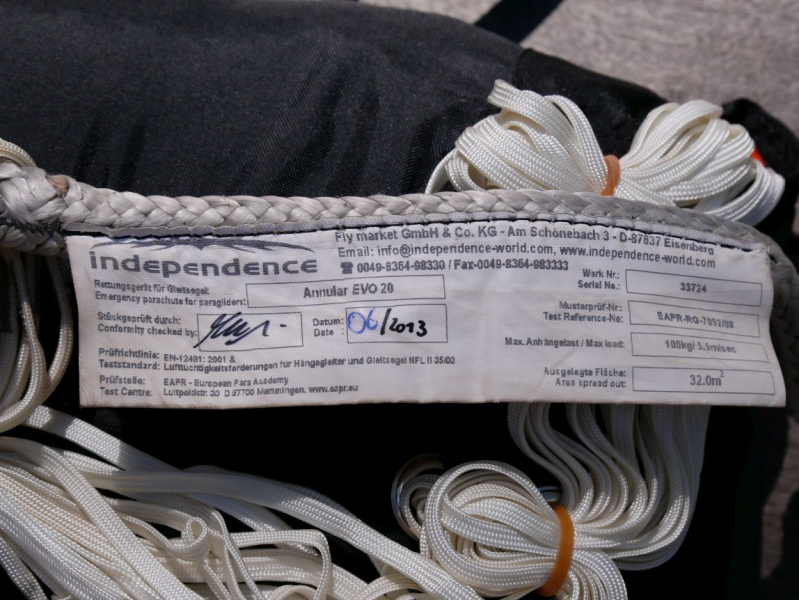 independence
Fly market GmbH & Co. KG - Am Schönebach 3 - D-87637 Eisenberg
Email: info@independence-world.com, www.independence-world.com
☎ 0049-8364-98330 / Fax-0049-8364-983333
Rettungsgerät für Gleitsegel:
Emergency parachute for paragliders:
Annular EVO 20
Werk Nr.:
Serial No.:
33724
Stückgeprüft durch:
Conformity checked by:
Datum:
Date :
06/2013
Musterprüf-Nr:
Test Reference-No:
EAPR-RG-7052/08
Max. Anhängelast / Max load:
100kg/ 5.5m/sec
Prüfrichtlinie: EN-12491: 2001 &
Teststandard: Lufttüchtigkeitsforderungen für Hängegleiter und Gleitsegel NFL II 35/00
Prüfstelle: EAPR - European Para Academy
Test Centre: Luitpoldstr. 30 D 87700 Memmingen. www.eapr.eu
Ausgelegte Fläche:
Area spread out:
32.0m²